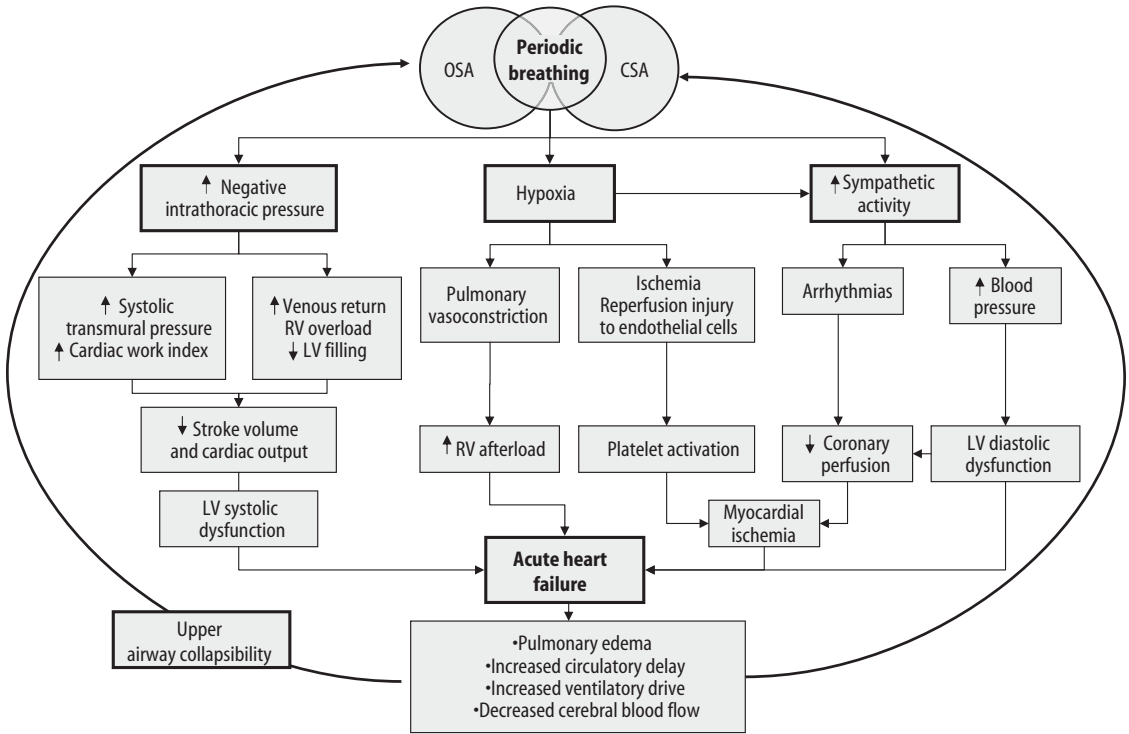 OSA
Periodic
breathing
CSA
↑ Negative
intrathoracic pressure
Hypoxia
↑ Sympathetic
activity
↑ Systolic
transmural pressure
↑ Cardiac work index
↑ Venous return
RV overload
↓ LV filling
Pulmonary
vasoconstriction
Ischemia
Reperfusion injury
to endothelial cells
Arrhythmias
↑ Blood
pressure
↓ Stroke volume
and cardiac output
↑ RV afterload
Platelet activation
↓ Coronary
perfusion
LV diastolic
dysfunction
LV systolic
dysfunction
Myocardial
ischemia
Acute heart
failure
Upper
airway collapsibility
•Pulmonary edema
•Increased circulatory delay
•Increased ventilatory drive
•Decreased cerebral blood flow